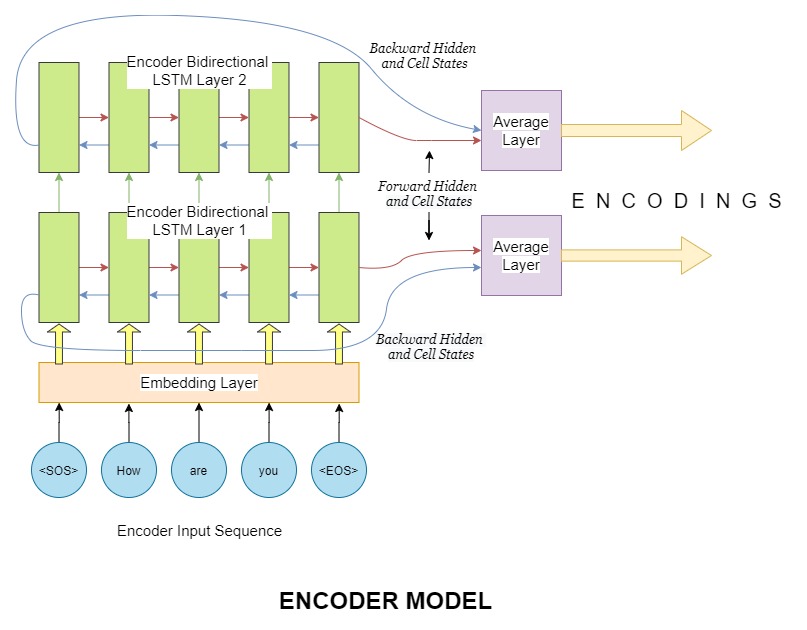 Backward Hidden
and Cell States
Encoder Bidirectional
LSTM Layer 2
Average
Layer
Forward Hidden
and Cell States
E N C O D I N G S
Encoder Bidirectional
LSTM Layer 1
Average
Layer
Backward Hidden
and Cell States
Embedding Layer
<SOS> How are you <EOS>
Encoder Input Sequence
ENCODER MODEL